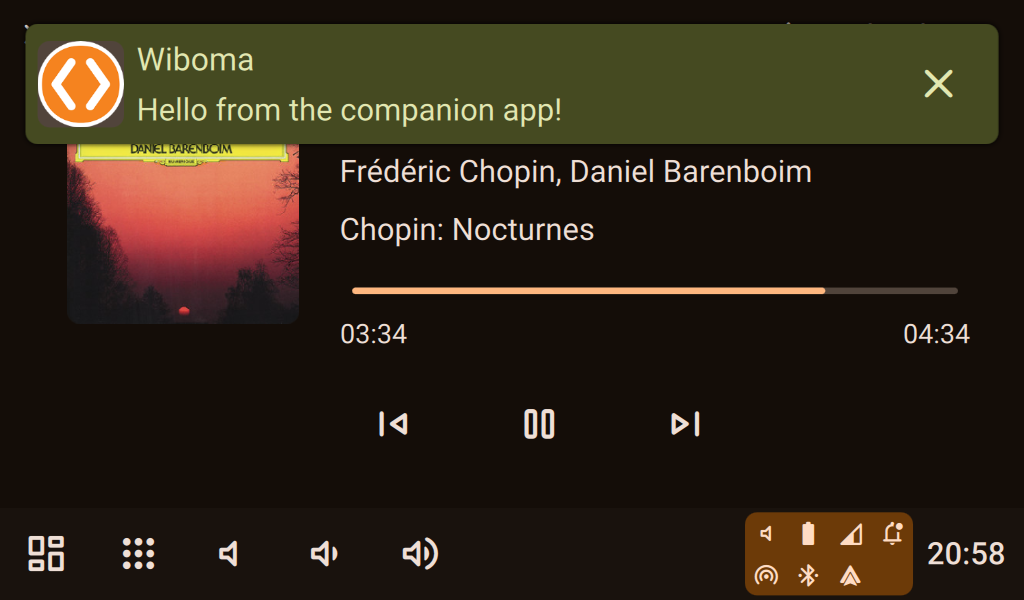 Wiboma
Hello from the companion app!
DANIEL BARENBOIM
Frédéric Chopin, Daniel Barenboim
Chopin: Nocturnes
03:34
04:34
20:58